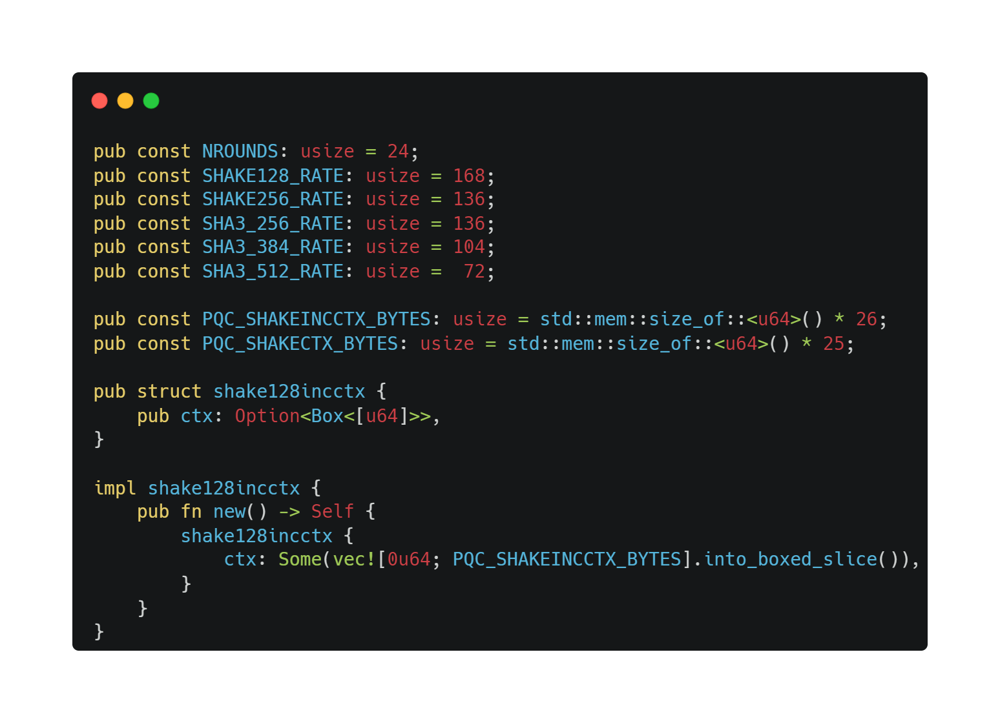 pub const NROUNDS: usize = 24;
pub const SHAKE128_RATE: usize = 168;
pub const SHAKE256_RATE: usize = 136;
pub const SHA3_256_RATE: usize = 136;
pub const SHA3_384_RATE: usize = 104;
pub const SHA3_512_RATE: usize =  72;

pub const PQC_SHAKEINCCTX_BYTES: usize = std::mem::size_of::<u64>() * 26;
pub const PQC_SHAKECTX_BYTES: usize = std::mem::size_of::<u64>() * 25;

pub struct shake128incctx {
    pub ctx: Option<Box<[u64]>>,
}

impl shake128incctx {
    pub fn new() -> Self {
        shake128incctx {
            ctx: Some(vec![0u64; PQC_SHAKEINCCTX_BYTES].into_boxed_slice()),
        }
    }
}